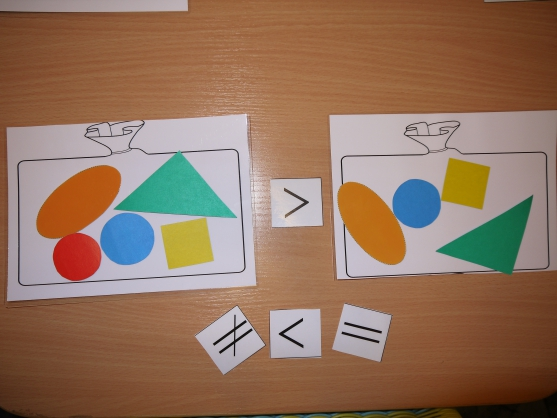 >
≠ < =